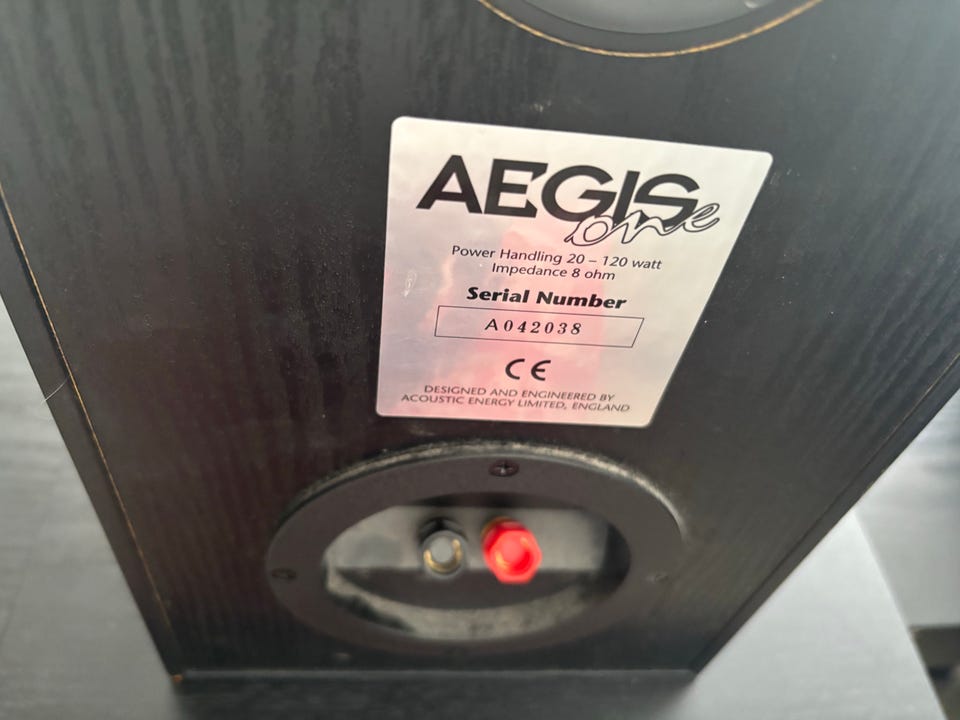 AEGIS
one
Power Handling 20 – 120 watt
Impedance 8 ohm
Serial Number
A042038
CE
DESIGNED AND ENGINEERED BY
ACOUSTIC ENERGY LIMITED, ENGLAND